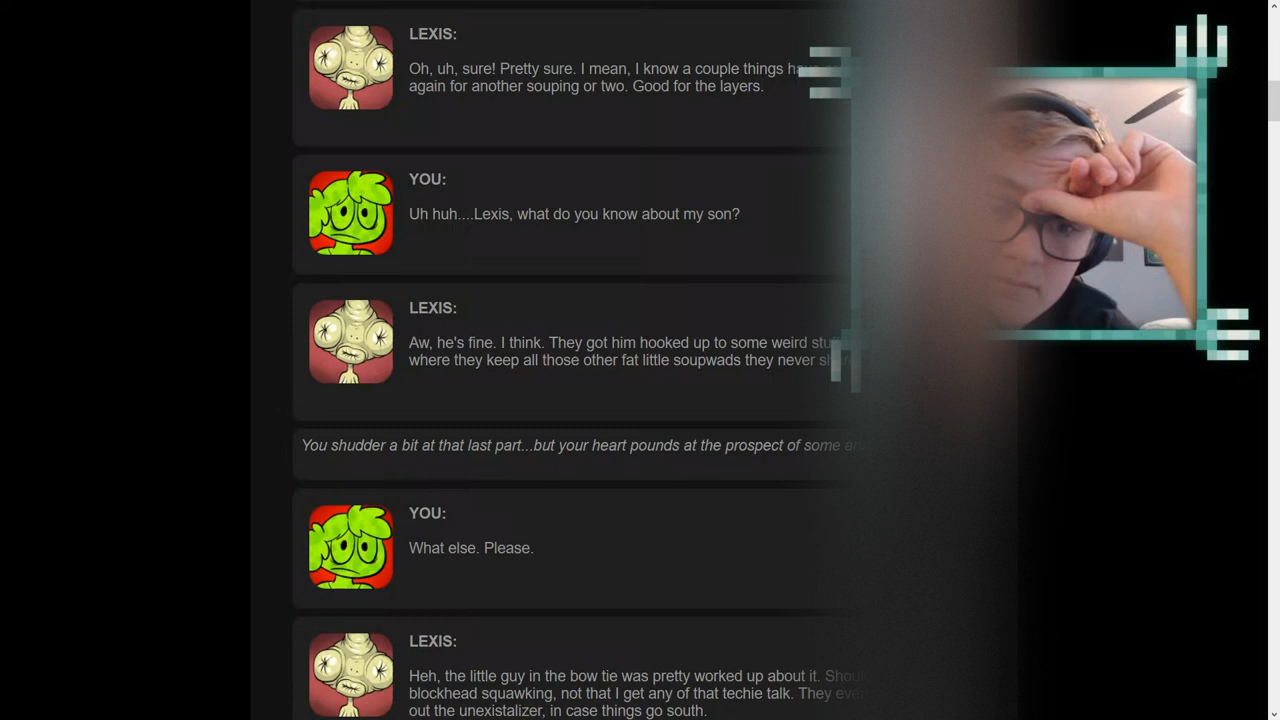 LEXIS:
Oh, uh, sure! Pretty sure. I mean, I know a couple things
again for another souping or two. Good for the layers.
YOU:
Uh huh....Lexis, what do you know about my son?
LEXIS:
Aw, he's fine. I think. They got him hooked up to some weird
where they keep all those other fat little soupwads they never
You shudder a bit at that last part...but your heart pounds at the prospect of some
YOU:
What else. Please.
LEXIS:
Heh, the little guy in the bow tie was pretty worked up about it.
blockhead squawking, not that I get any of that techie talk. They
out the unexistalizer, in case things go south.